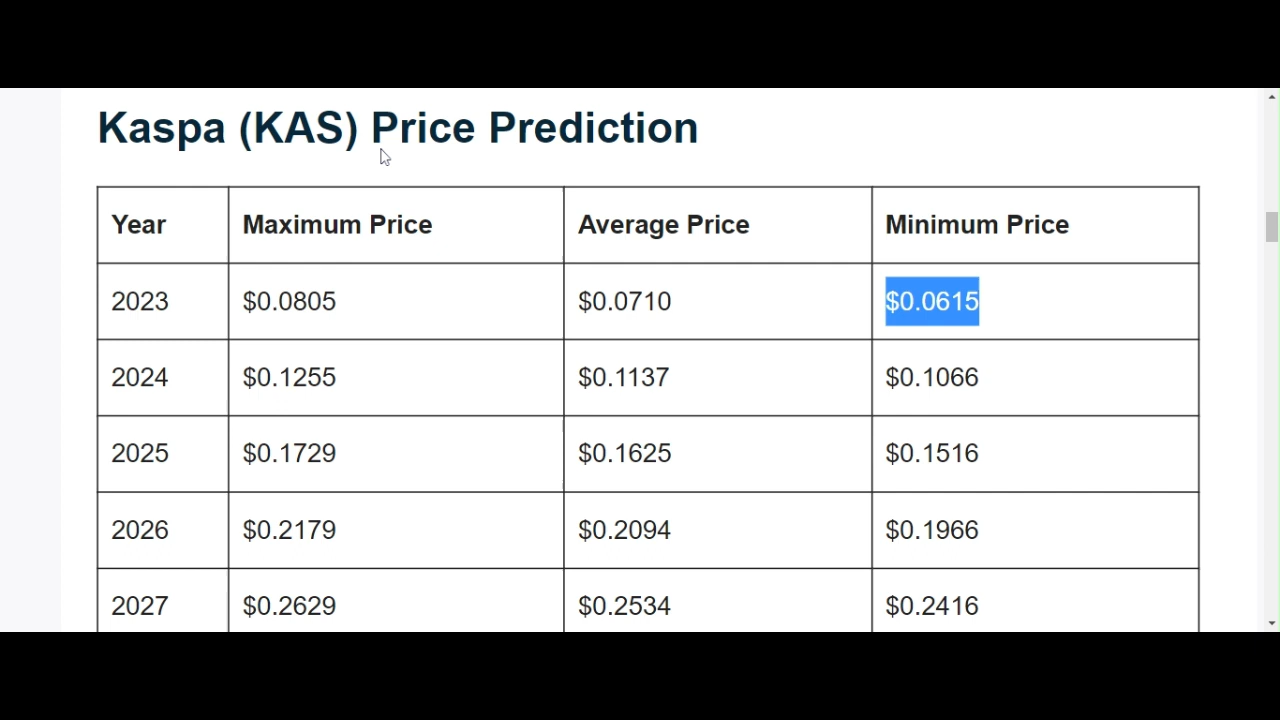 Kaspa (KAS) Price Prediction
Year Maximum Price Average Price Minimum Price
2023 $0.0805 $0.0710 $0.0615
2024 $0.1255 $0.1137 $0.1066
2025 $0.1729 $0.1625 $0.1516
2026 $0.2179 $0.2094 $0.1966
2027 $0.2629 $0.2534 $0.2416